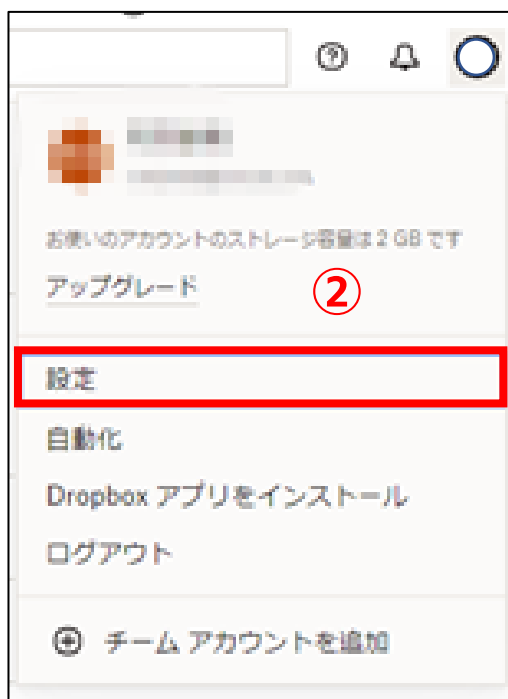 お使いのアカウントのストレージ容量は 2 GB です
アップグレード
②
設定
自動化
Dropbox アプリをインストール
ログアウト
チーム アカウントを追加